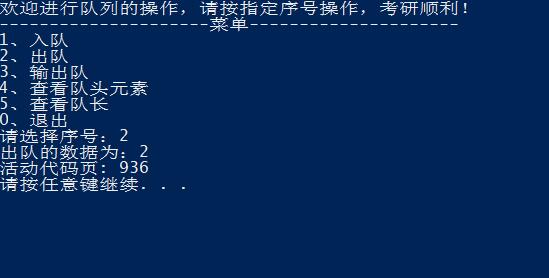 欢迎进行队列的操作，请按指定序号操作，考研顺利！
---------------------菜单---------------------
1、入队
2、出队
3、输出队
4、查看队头元素
5、查看队长
0、退出
请选择序号：2
出队的数据为：2
活动代码页: 936
请按任意键继续. . .